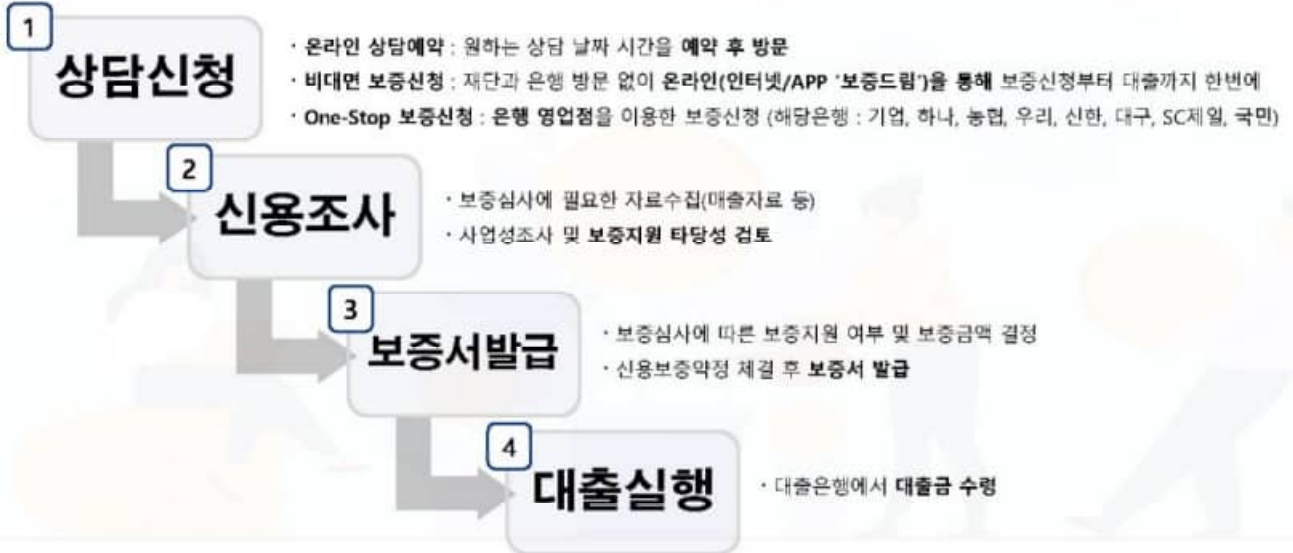 1
상담신청
· 온라인 상담예약 : 원하는 상담 날짜 시간을 예약 후 방문
· 비대면 보증신청 : 재단과 은행 방문 없이 온라인(인터넷/APP '보증드림')을 통해 보증신청부터 대출까지 한번에
· One-Stop 보증신청 : 은행 영업점을 이용한 보증신청 (해당은행 : 기업, 하나, 농협, 우리, 신한, 대구, SC제일, 국민)
2
신용조사
· 보증심사에 필요한 자료수집(매출자료 등)
· 사업성조사 및 보증지원 타당성 검토
3
보증서발급
· 보증심사에 따른 보증지원 여부 및 보증금액 결정
· 신용보증약정 체결 후 보증서 발급
4
대출실행
· 대출은행에서 대출금 수령